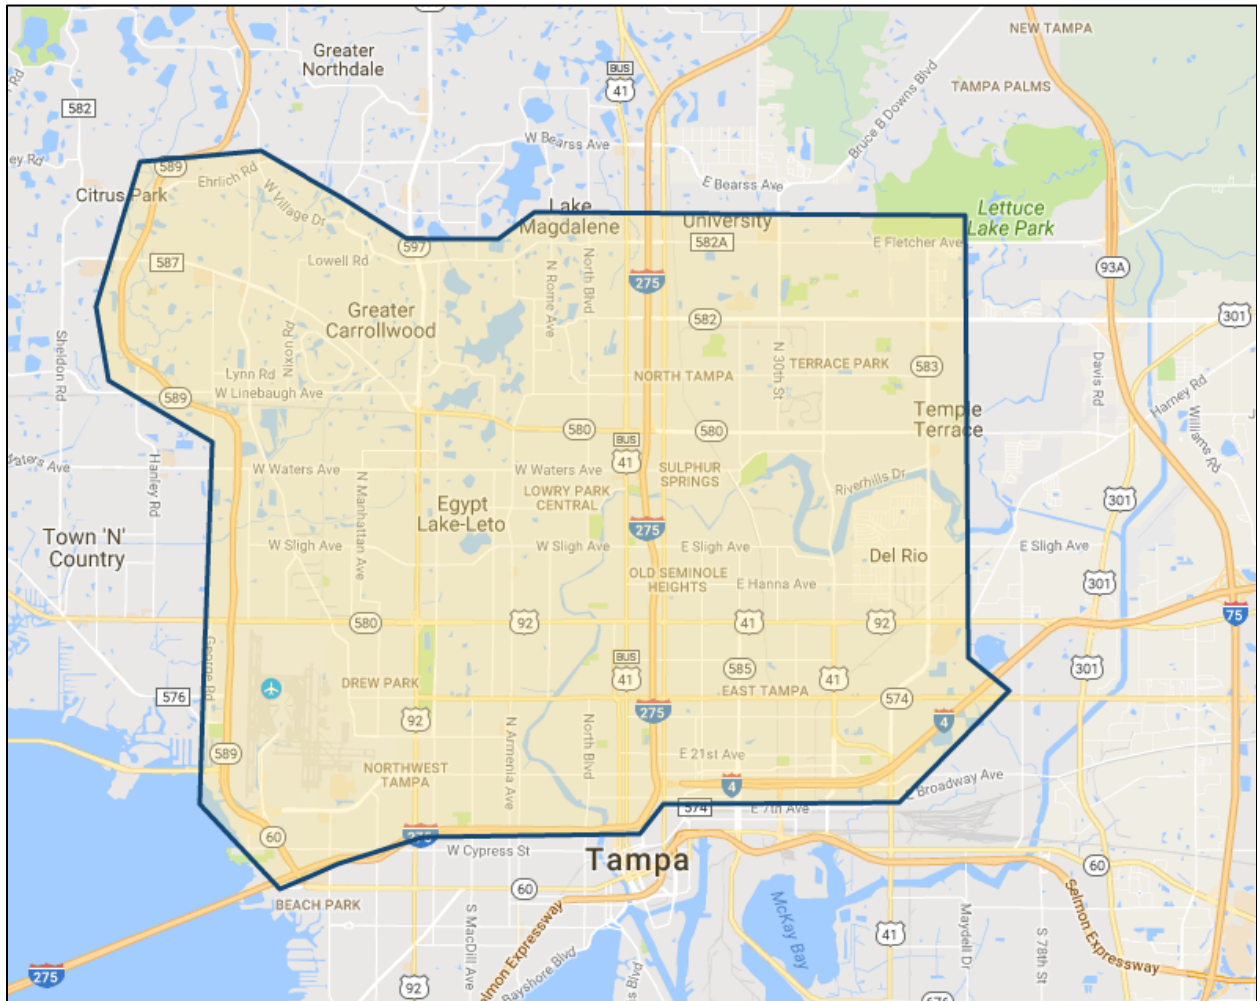 Greater
Northdale
NEW TAMPA
BUS
41
582
TAMPA PALMS
Bruce B Downs Blvd
W Bearss Ave
ey Rd
589
Ehrlich Rd
E Bearss Ave
Citrus Park
W Village Dr
Lake
Magdalene
University
Lettuce
Lake Park
597
582A
E Fletcher Ave
587
Lowell Rd
N Rome Ave
North Blvd
275
93A
Greater
Carrollwood
582
301
Sheldon Rd
Nixon Rd
N 30th St
TERRACE PARK
583
Davis Rd
Lynn Rd
NORTH TAMPA
Harney Rd
W Linebaugh Ave
589
Temple
Terrace
Williams Rd
580
BUS
41
580
aters Ave
Hanley Rd
W Waters Ave
N Manhattan Ave
W Waters Ave
SULPHUR
SPRINGS
Riverhills Dr
LOWRY PARK
CENTRAL
301
Egypt
Lake-Leto
275
Town 'N'
Country
W Sligh Ave
W Sligh Ave
E Sligh Ave
Del Rio
E Sligh Ave
OLD SEMINOLE
HEIGHTS
E Hanna Ave
301
75
580
92
41
92
George Rd
BUS
41
585
301
576
DREW PARK
EAST TAMPA
41
574
92
275
4
N Armenia Ave
North Blvd
589
E 21st Ave
NORTHWEST
TAMPA
4
E Broadway Ave
574
E 7th Ave
60
275
W Cypress St
Tampa
60
60
BEACH PARK
S MacDill Ave
Selmon Expressway
Bayshore Blvd
McKay Bay
41
Maydell Dr
S 78th St
Selmon Expressway
275
92
s Blvd
676